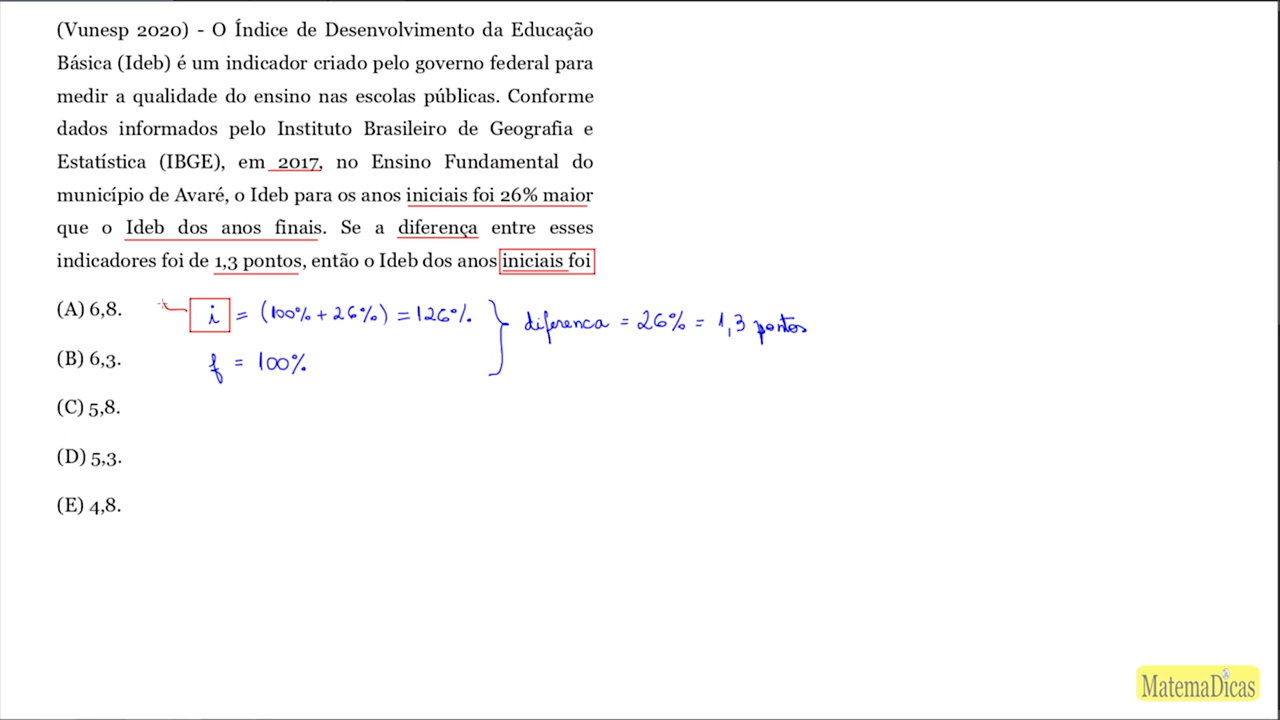 (Vunesp 2020) - O Índice de Desenvolvimento da Educação
Básica (Ideb) é um indicador criado pelo governo federal para
medir a qualidade do ensino nas escolas públicas. Conforme
dados informados pelo Instituto Brasileiro de Geografia e
Estatística (IBGE), em 2017, no Ensino Fundamental do
município de Avaré, o Ideb para os anos iniciais foi 26% maior
que o Ideb dos anos finais. Se a diferença entre esses
indicadores foi de 1,3 pontos, então o Ideb dos anos iniciais foi
(A) 6,8.
i = (100% + 26%) = 126%
diferenca = 26% = 1,3 pontos
(B) 6,3.
f = 100%
(C) 5,8.
(D) 5,3.
(E) 4,8.
MatemaDicas